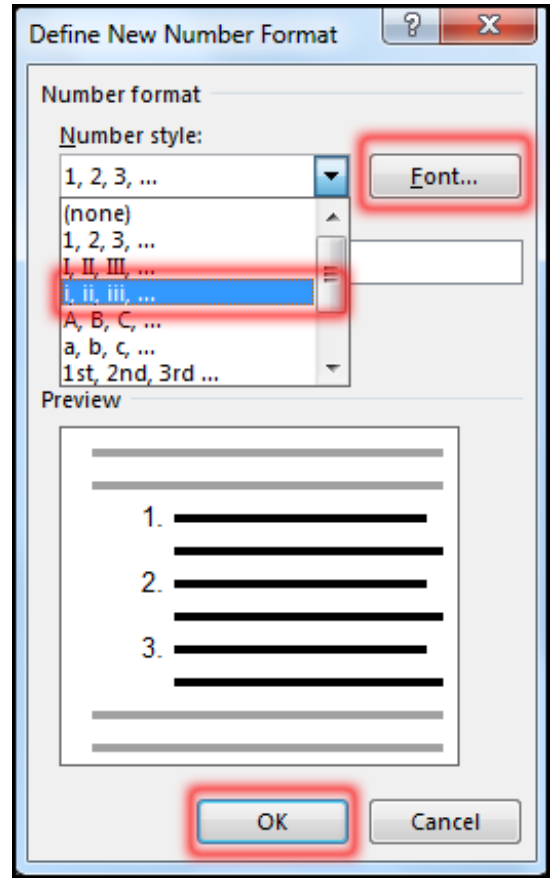 Define New Number Format
Number format
Number style:
1, 2, 3, ...
Font...
(none)
1, 2, 3, ...
I, II, III, ...
i, ii, iii, ...
A, B, C, ...
a, b, c, ...
1st, 2nd, 3rd ...
Preview
1.
2.
3.
OK
Cancel